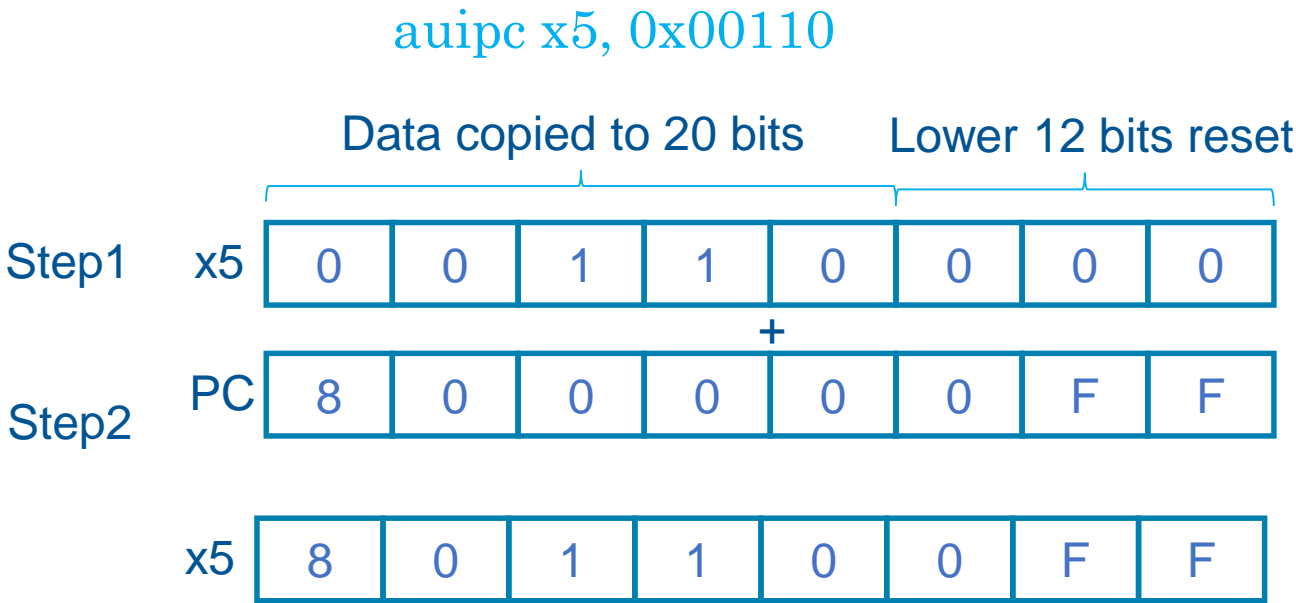 auipc x5, 0x00110
Data copied to 20 bits Lower 12 bits reset
Step1 x5 0 0 1 1 0 0 0 0
+
Step2 PC 8 0 0 0 0 0 F F
x5 8 0 1 1 0 0 F F